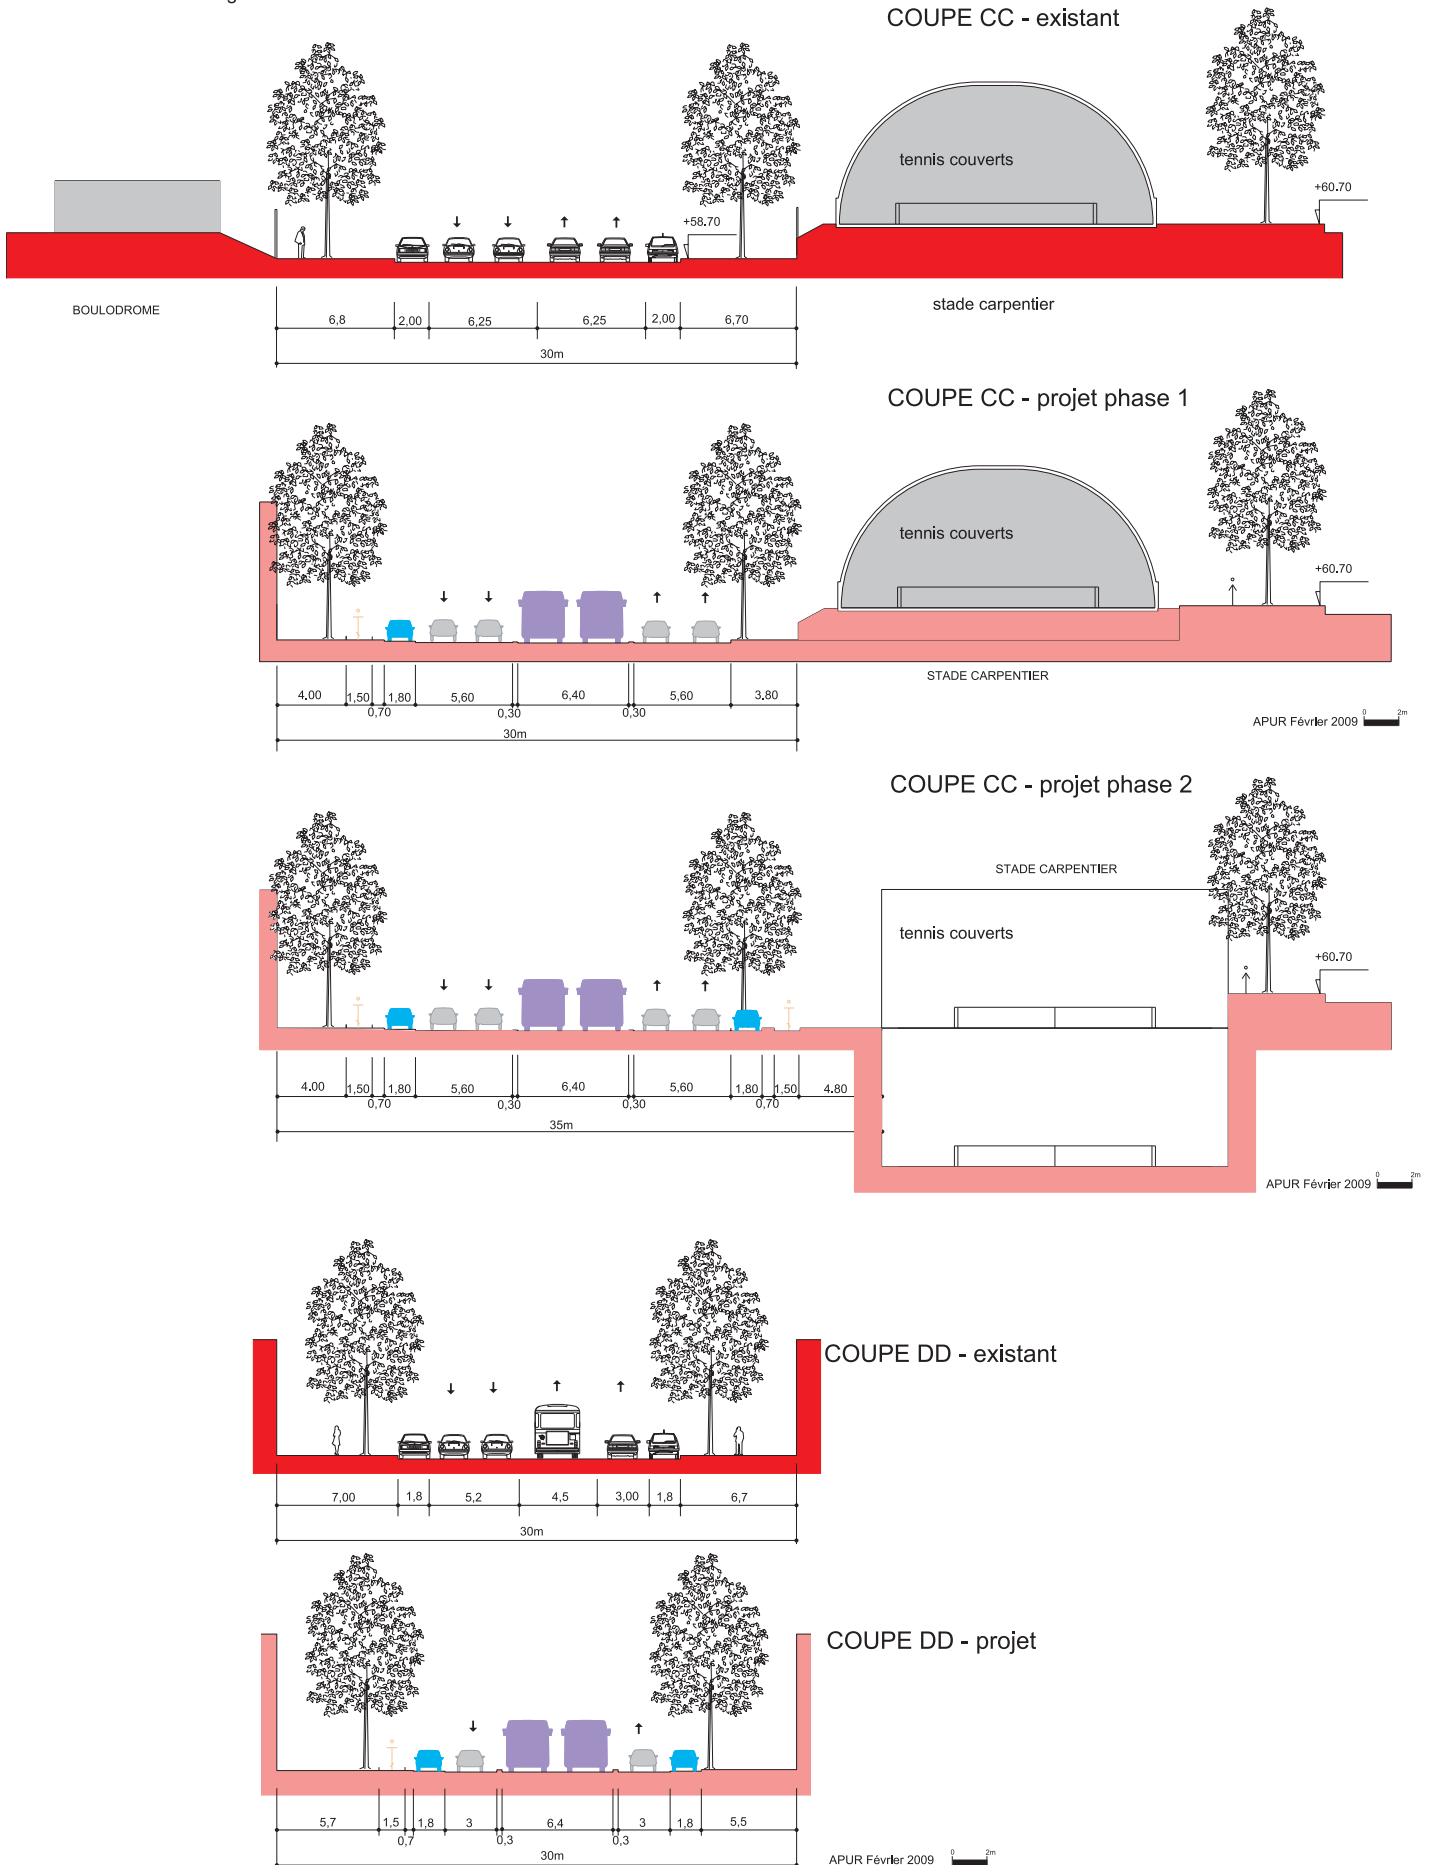 COUPE CC - existant
tennis couverts
+60.70
+58.70
BOULODROME
stade carpentier
6,8 2,00 6,25 6,25 2,00 6,70
30m
COUPE CC - projet phase 1
tennis couverts
+60.70
STADE CARPENTIER
4.00 1,50 1,80 5,60 6,40 5,60 3.80
0,70 0,30 0,30
30m
0 2m
APUR Février 2009
COUPE CC - projet phase 2
STADE CARPENTIER
tennis couverts
+60.70
4.00 1,50 1,80 5,60 6,40 5,60 1,80 1,50 4.80
0,70 0,30 0,30 0,70
35m
0 2m
APUR Février 2009
COUPE DD - existant
7,00 1,8 5,2 4,5 3,00 1,8 6,7
30m
COUPE DD - projet
5,7 1,5 1,8 3 6,4 3 1,8 5,5
0,7 0,3 0,3
30m
0 2m
APUR Février 2009